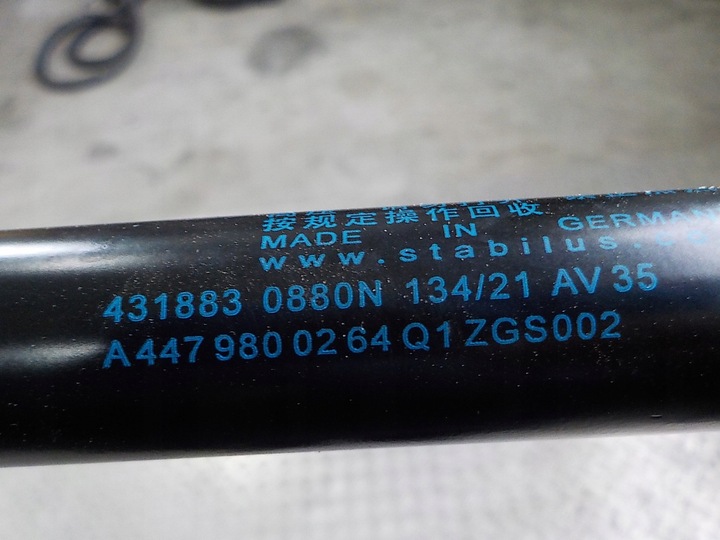 按规定操作回收
MADE IN GERMAN
www.stabilus.co
431883 0880N 134/21 AV 35
A 447 980 02 64 Q1 ZGS002